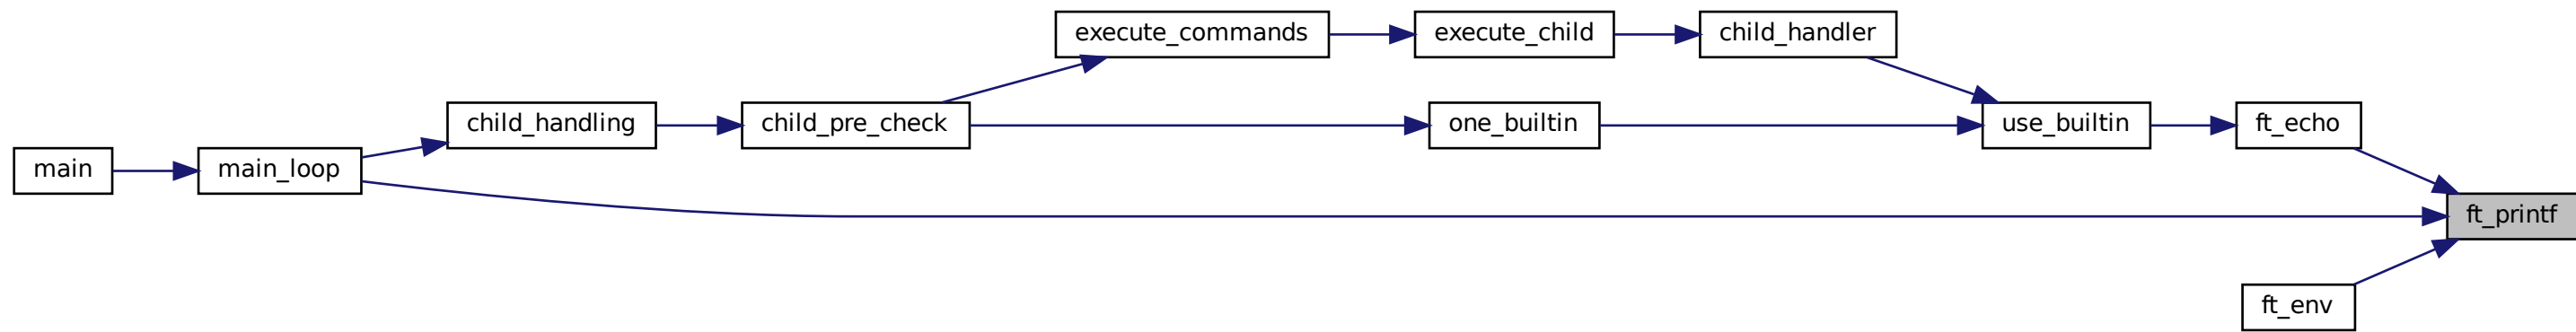 execute_commands
execute_child
child_handler
child_handling
child_pre_check
one_builtin
use_builtin
ft_echo
main
main_loop
ft_printf
ft_env